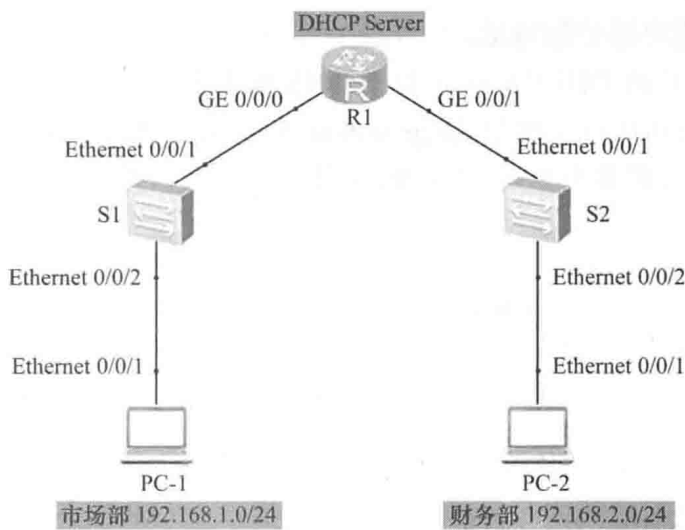 DHCP Server
R
R1
GE 0/0/0
GE 0/0/1
Ethernet 0/0/1
Ethernet 0/0/1
S1
S2
Ethernet 0/0/2
Ethernet 0/0/2
Ethernet 0/0/1
Ethernet 0/0/1
PC-1
PC-2
市场部 192.168.1.0/24
财务部 192.168.2.0/24